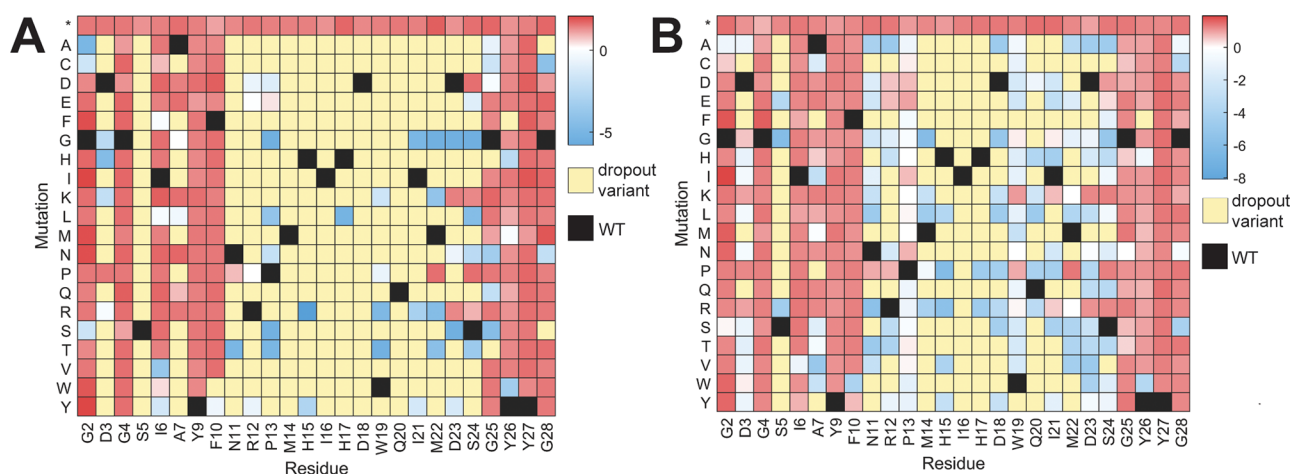 A
B
*
A
C
D
E
F
G
H
I
K
L
M
N
P
Q
R
S
T
V
W
Y
Mutation
G2 D3 G4 S5 I6 A7 Y9 F10 N11 R12 P13 M14 H15 I16 H17 D18 W19 Q20 I21 M22 D23 S24 G25 Y26 Y27 G28
Residue
0
-5
dropout
variant
WT
*
A
C
D
E
F
G
H
I
K
L
M
N
P
Q
R
S
T
V
W
Y
Mutation
G2 D3 G4 S5 I6 A7 Y9 F10 N11 R12 P13 M14 H15 I16 H17 D18 W19 Q20 I21 M22 D23 S24 G25 Y26 Y27 G28
Residue
0
-2
-4
-6
-8
dropout
variant
WT